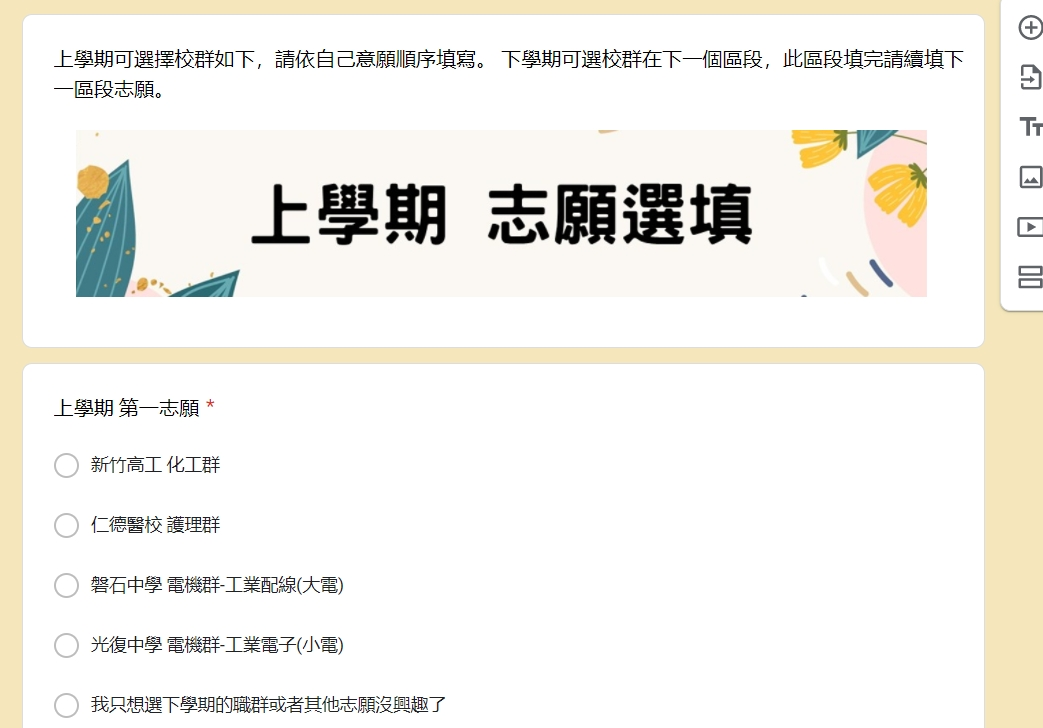 上學期可選擇校群如下，請依自己意願順序填寫。 下學期可選校群在下一個區段，此區段填完請續填下
一區段志願。
上學期 志願選填
上學期 第一志願 *
新竹高工 化工群
仁德醫校 護理群
磐石中學 電機群-工業配線(大電)
光復中學 電機群-工業電子(小電)
我只想選下學期的職群或者其他志願沒興趣了
Tт